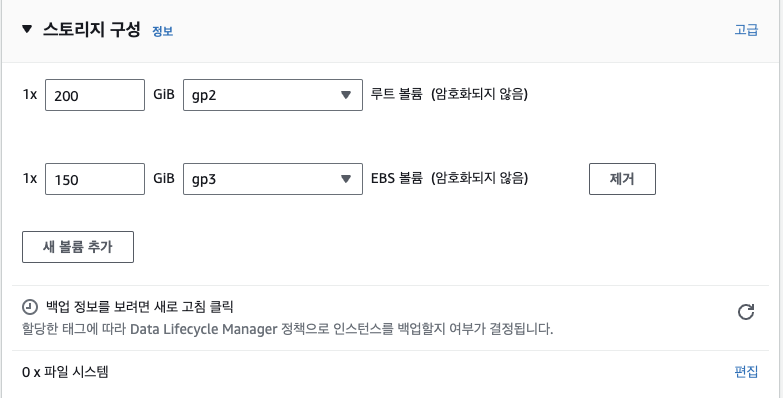 스토리지 구성 정보 고급
1x 200 GiB gp2 루트 볼륨 (암호화되지 않음)
1x 150 GiB gp3 EBS 볼륨 (암호화되지 않음) 제거
새 볼륨 추가
백업 정보를 보려면 새로 고침 클릭
할당한 태그에 따라 Data Lifecycle Manager 정책으로 인스턴스를 백업할지 여부가 결정됩니다.
0 x 파일 시스템 편집